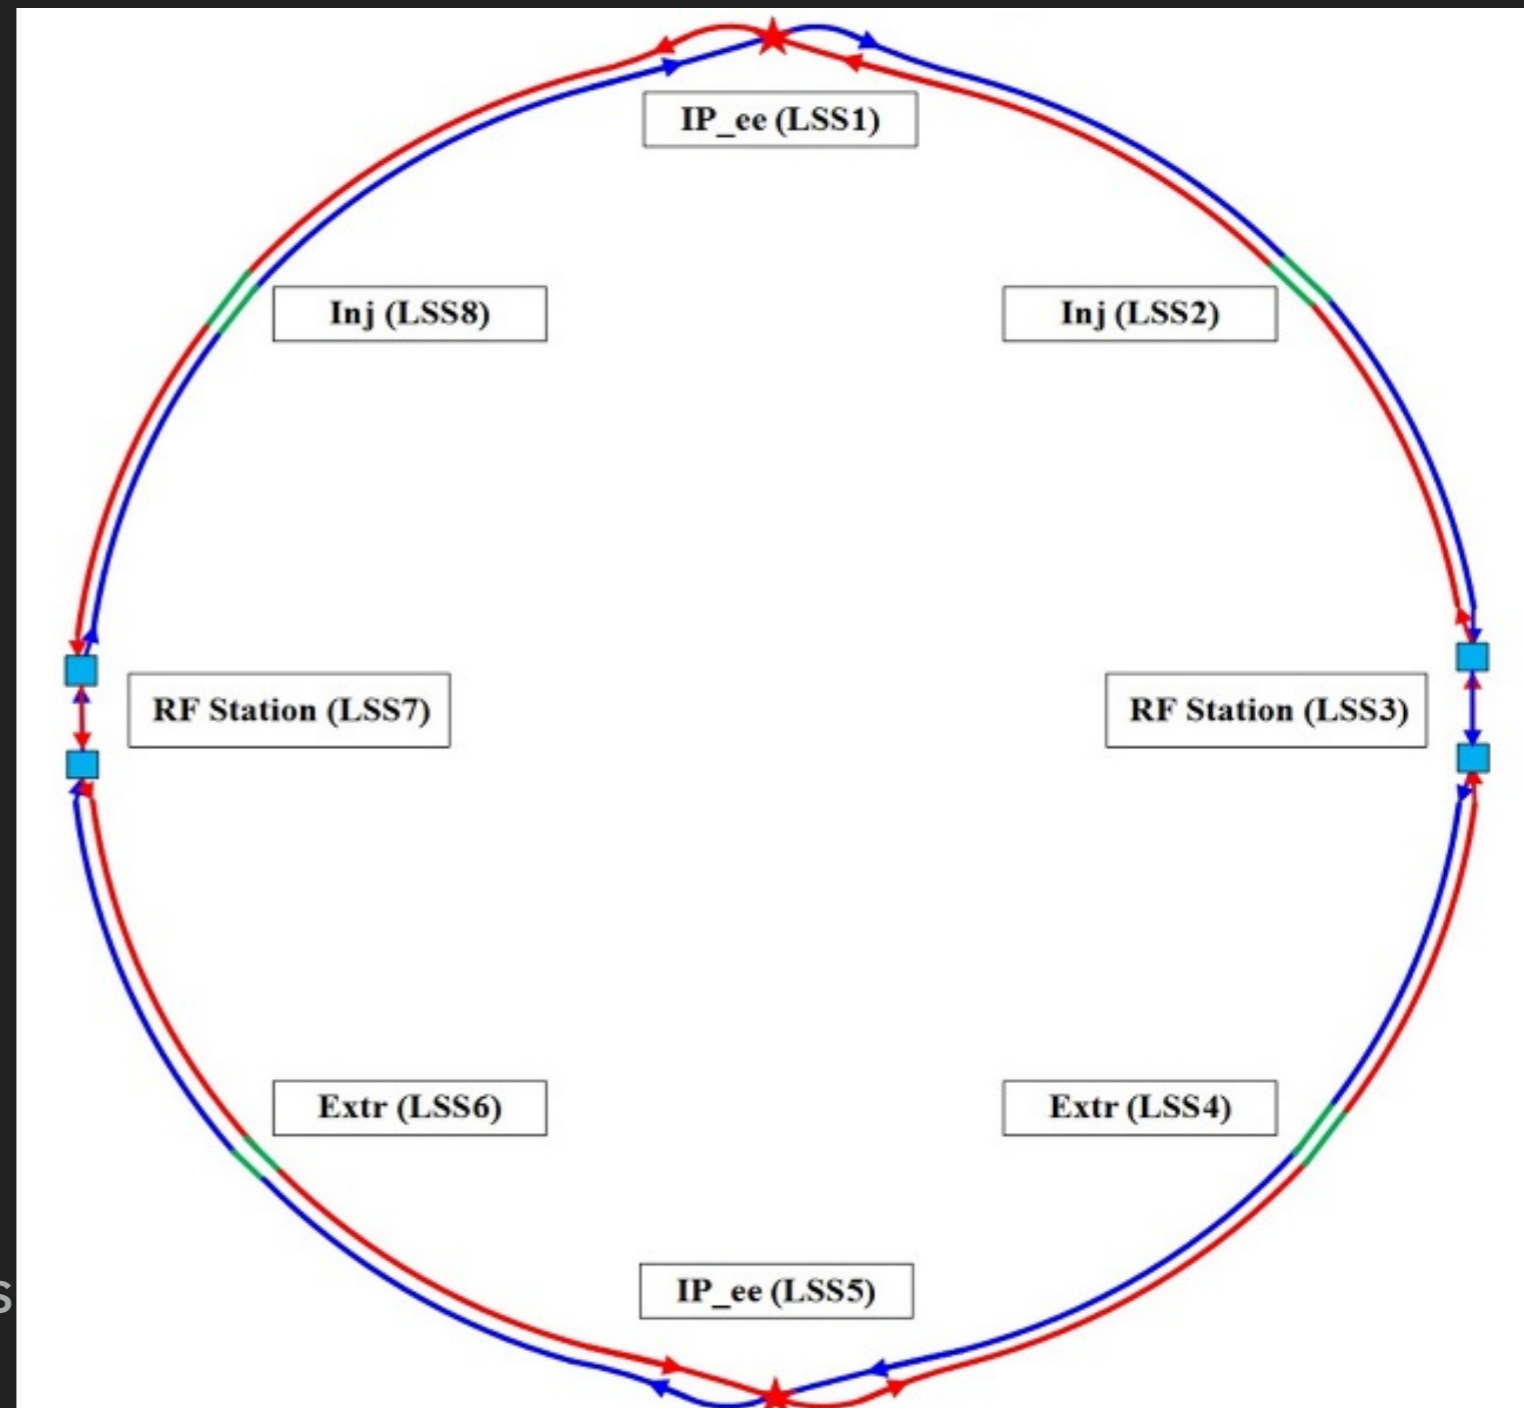 IP_ee (LSS1)
Inj (LSS8)
Inj (LSS2)
RF Station (LSS7)
RF Station (LSS3)
Extr (LSS6)
Extr (LSS4)
IP_ee (LSS5)
s